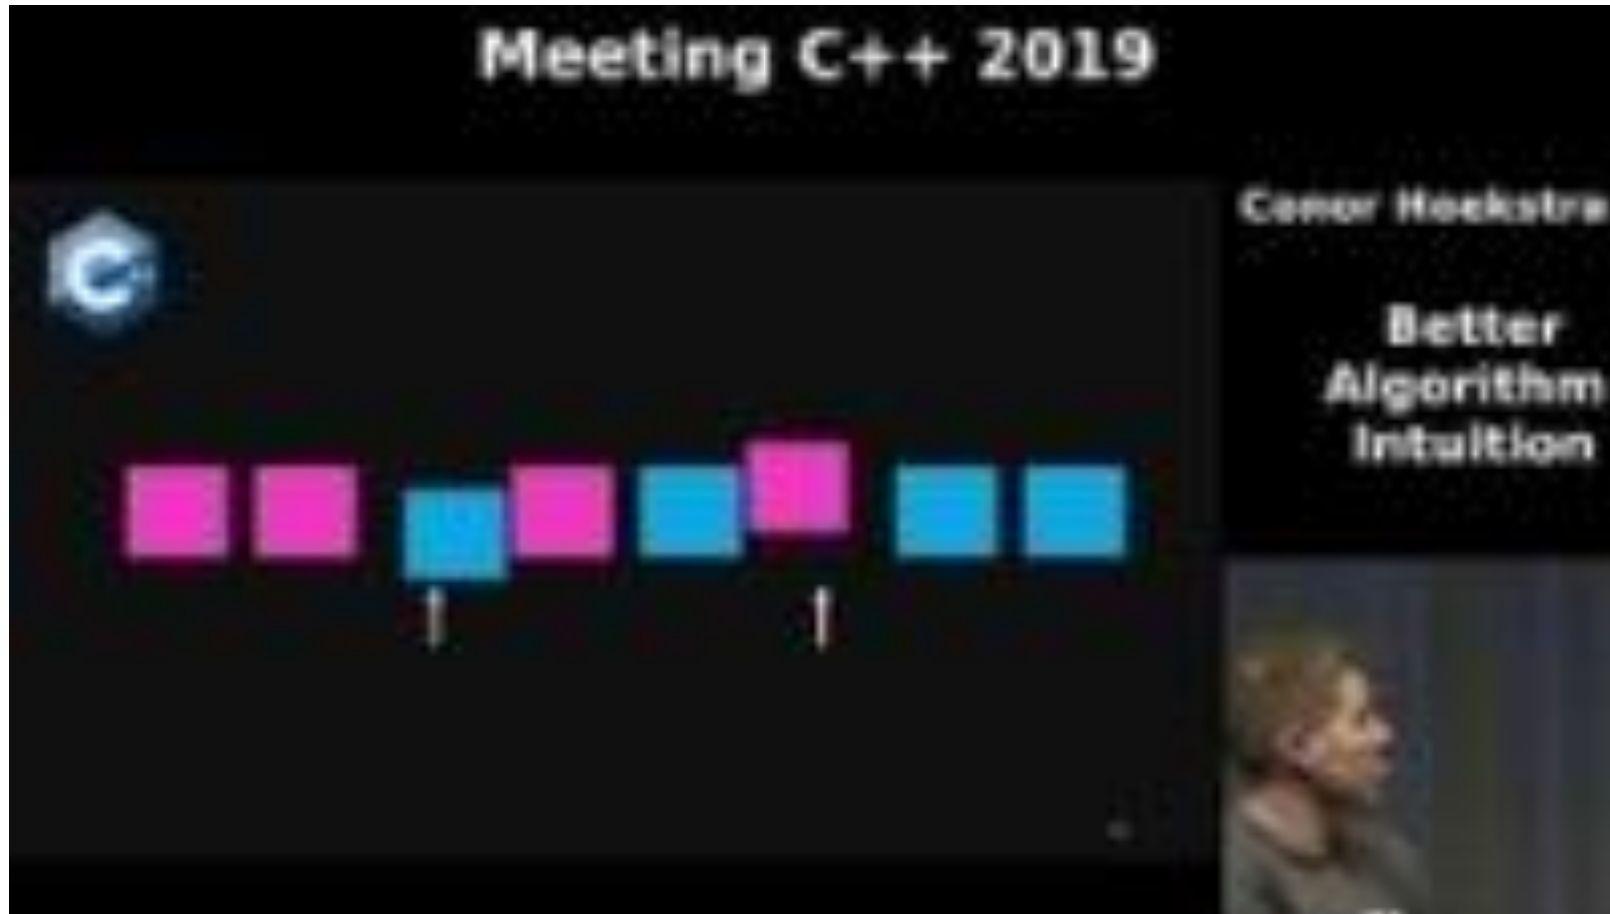 Meeting C++ 2019
C++
Conor Hoekstra
Better
Algorithm
Intuition